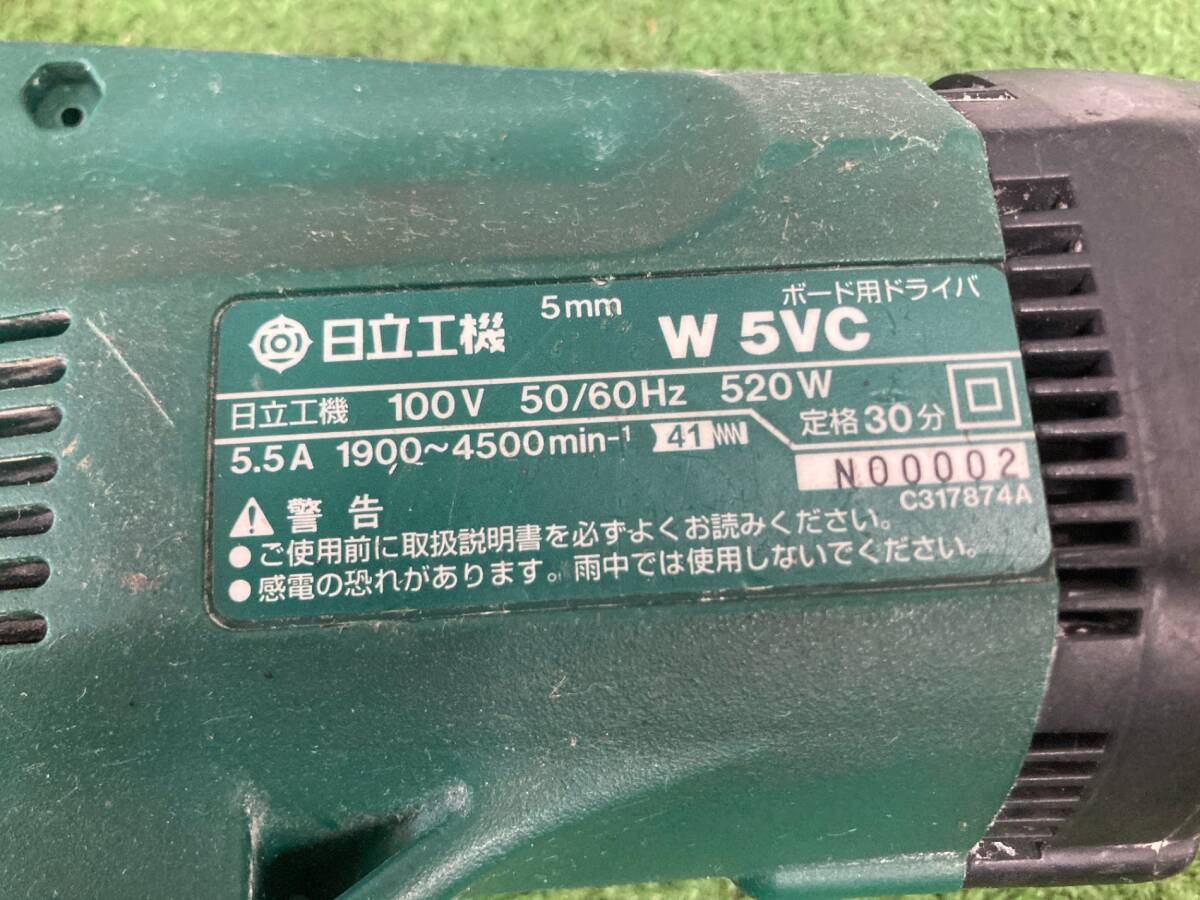 日立工機 5mm W 5VC ボード用ドライバ
日立工機 100V 50/60Hz 520W
5.5A 1900~4500min-¹ 41 定格30分
N00002
C317874A
警告
●ご使用前に取扱説明書を必ずよくお読みください。
●感電の恐れがあります。雨中では使用しないでください。